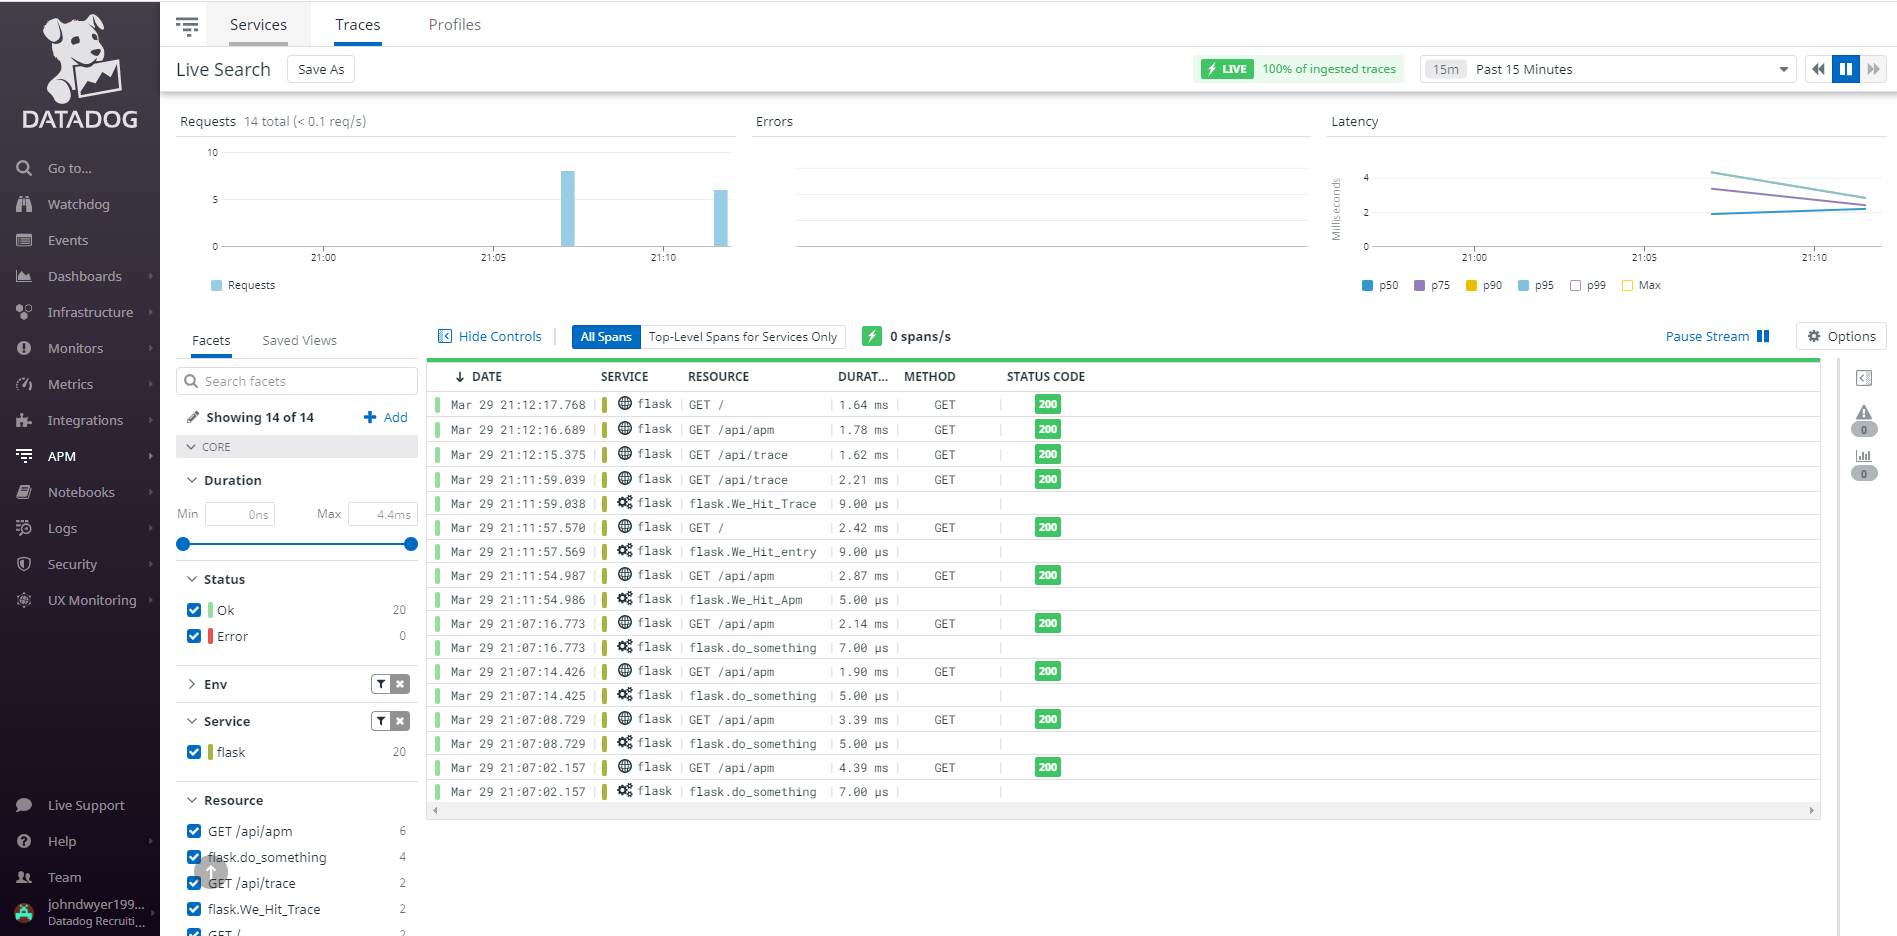 DATADOG
Go to...
Watchdog
Events
Dashboards
Infrastructure
Monitors
Metrics
Integrations
APM
Notebooks
Logs
Security
UX Monitoring
Live Support
Help
Team
johndwyer199...
Datadog Recruiti...
Services Traces Profiles
Live Search Save As LIVE 100% of ingested traces 15m Past 15 Minutes
Requests 14 total (< 0.1 req/s)
10
5
0
21:00 21:05 21:10
Requests
Errors
Latency
Milliseconds
4
2
0
21:00 21:05 21:10
p50 p75 p90 p95 p99 Max
Facets Saved Views
Search facets
Showing 14 of 14 Add
CORE
Duration
Min 0ns Max 4.4ms
Status
Ok 20
Error 0
Env
Service
flask 20
Resource
GET /api/apm 6
flask.do_something 4
GET /api/trace 2
flask.We_Hit_Trace 2
GET / 2
Hide Controls All Spans Top-Level Spans for Services Only 0 spans/s Pause Stream Options
DATE SERVICE RESOURCE DURAT... METHOD STATUS CODE
Mar 29 21:12:17.768 flask GET / 1.64 ms GET 200
Mar 29 21:12:16.689 flask GET /api/apm 1.78 ms GET 200
Mar 29 21:12:15.375 flask GET /api/trace 1.62 ms GET 200
Mar 29 21:11:59.039 flask GET /api/trace 2.21 ms GET 200
Mar 29 21:11:59.038 flask flask.We_Hit_Trace 9.00 μs
Mar 29 21:11:57.570 flask GET / 2.42 ms GET 200
Mar 29 21:11:57.569 flask flask.We_Hit_entry 9.00 μs
Mar 29 21:11:54.987 flask GET /api/apm 2.87 ms GET 200
Mar 29 21:11:54.986 flask flask.We_Hit_Apm 5.00 μs
Mar 29 21:07:16.773 flask GET /api/apm 2.14 ms GET 200
Mar 29 21:07:16.773 flask flask.do_something 7.00 μs
Mar 29 21:07:14.426 flask GET /api/apm 1.90 ms GET 200
Mar 29 21:07:14.425 flask flask.do_something 5.00 μs
Mar 29 21:07:08.729 flask GET /api/apm 3.39 ms GET 200
Mar 29 21:07:08.729 flask flask.do_something 5.00 μs
Mar 29 21:07:02.157 flask GET /api/apm 4.39 ms GET 200
Mar 29 21:07:02.157 flask flask.do_something 7.00 μs
0
0